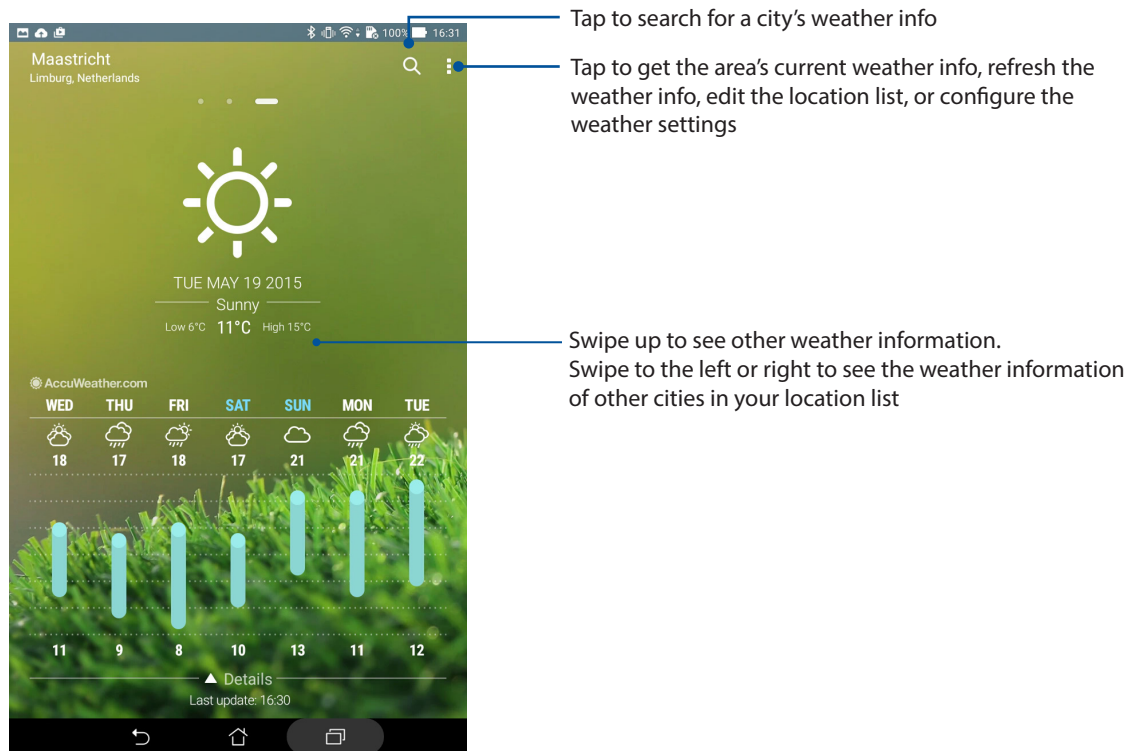 100% 16:31
Maastricht
Limburg, Netherlands
TUE MAY 19 2015
Sunny
Low 6°C 11°C High 15°C
AccuWeather.com
WED THU FRI SAT SUN MON TUE
18 17 18 17 21 21 22
11 9 8 10 13 11 12
Details
Last update: 16:30
Tap to search for a city’s weather info
Tap to get the area’s current weather info, refresh the
weather info, edit the location list, or configure the
weather settings
Swipe up to see other weather information.
Swipe to the left or right to see the weather information
of other cities in your location list